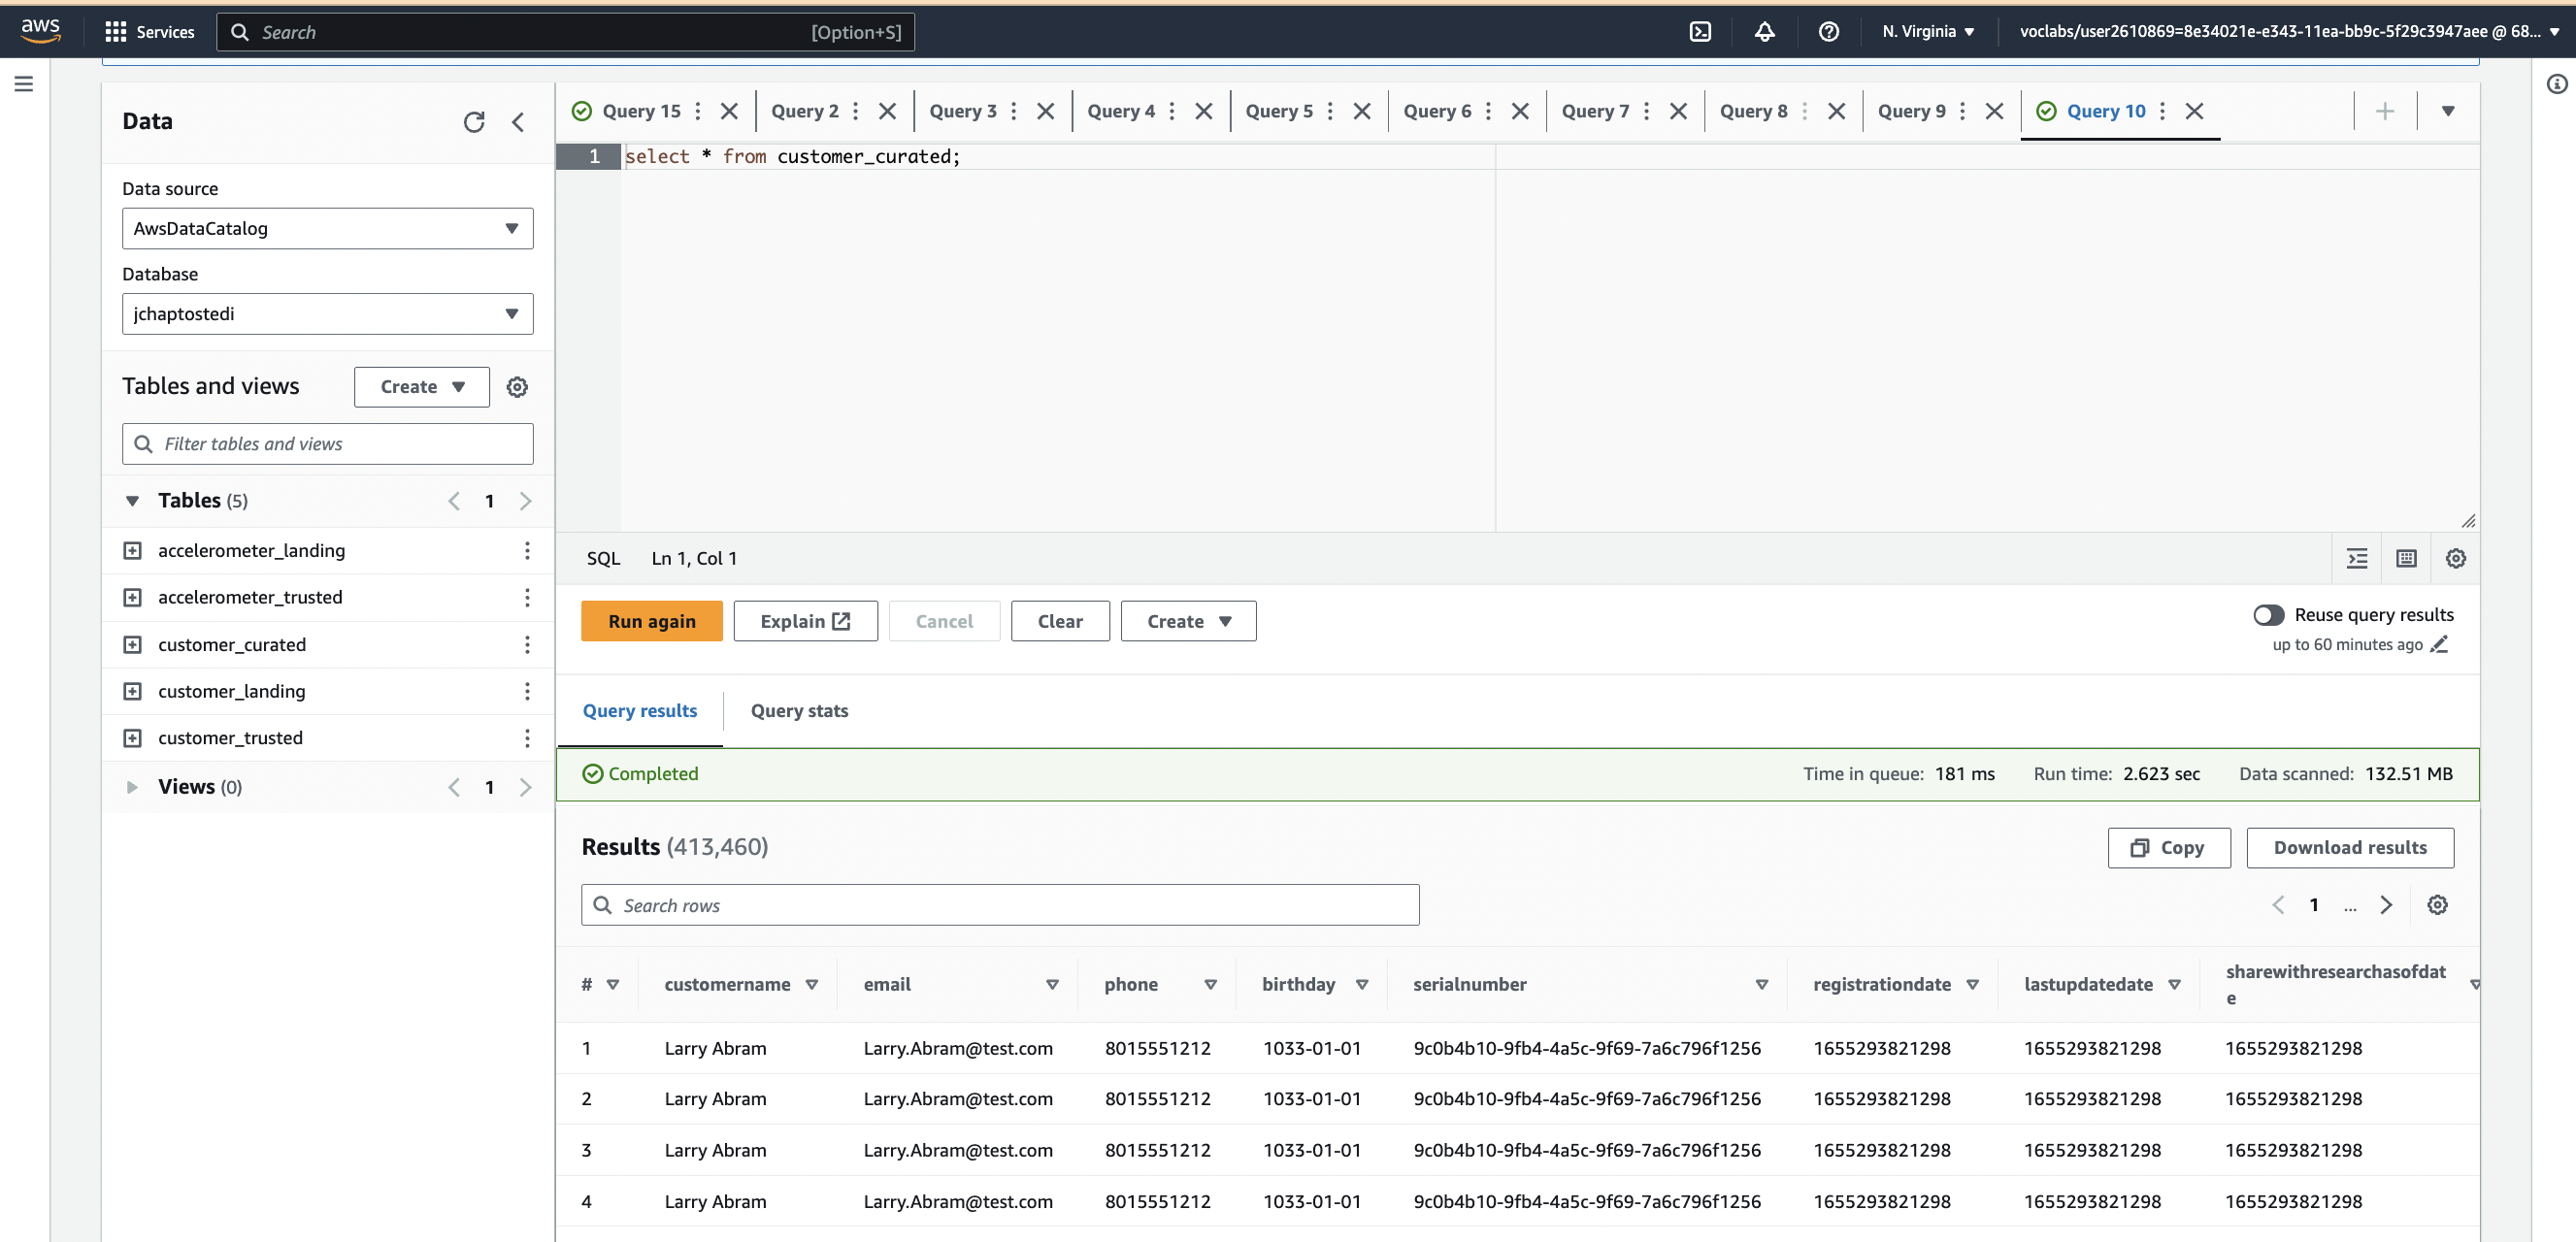 aws Services Search [Option+S] N. Virginia voclabs/user2610869=8e34021e-e343-11ea-bb9c-5f29c3947aee @ 68...
Data
Data source
AwsDataCatalog
Database
jchaptostedi
Tables and views Create
Filter tables and views
Tables (5) 1
accelerometer_landing
accelerometer_trusted
customer_curated
customer_landing
customer_trusted
Views (0) 1
Query 15 Query 2 Query 3 Query 4 Query 5 Query 6 Query 7 Query 8 Query 9 Query 10
1 select * from customer_curated;
SQL Ln 1, Col 1
Run again Explain Cancel Clear Create Reuse query results
up to 60 minutes ago
Query results Query stats
Completed Time in queue: 181 ms Run time: 2.623 sec Data scanned: 132.51 MB
Results (413,460) Copy Download results
Search rows 1 ...
# customername email phone birthday serialnumber registrationdate lastupdatedate sharewithresearchasofdat
e
1 Larry Abram Larry.Abram@test.com 8015551212 1033-01-01 9c0b4b10-9fb4-4a5c-9f69-7a6c796f1256 1655293821298 1655293821298 1655293821298
2 Larry Abram Larry.Abram@test.com 8015551212 1033-01-01 9c0b4b10-9fb4-4a5c-9f69-7a6c796f1256 1655293821298 1655293821298 1655293821298
3 Larry Abram Larry.Abram@test.com 8015551212 1033-01-01 9c0b4b10-9fb4-4a5c-9f69-7a6c796f1256 1655293821298 1655293821298 1655293821298
4 Larry Abram Larry.Abram@test.com 8015551212 1033-01-01 9c0b4b10-9fb4-4a5c-9f69-7a6c796f1256 1655293821298 1655293821298 1655293821298